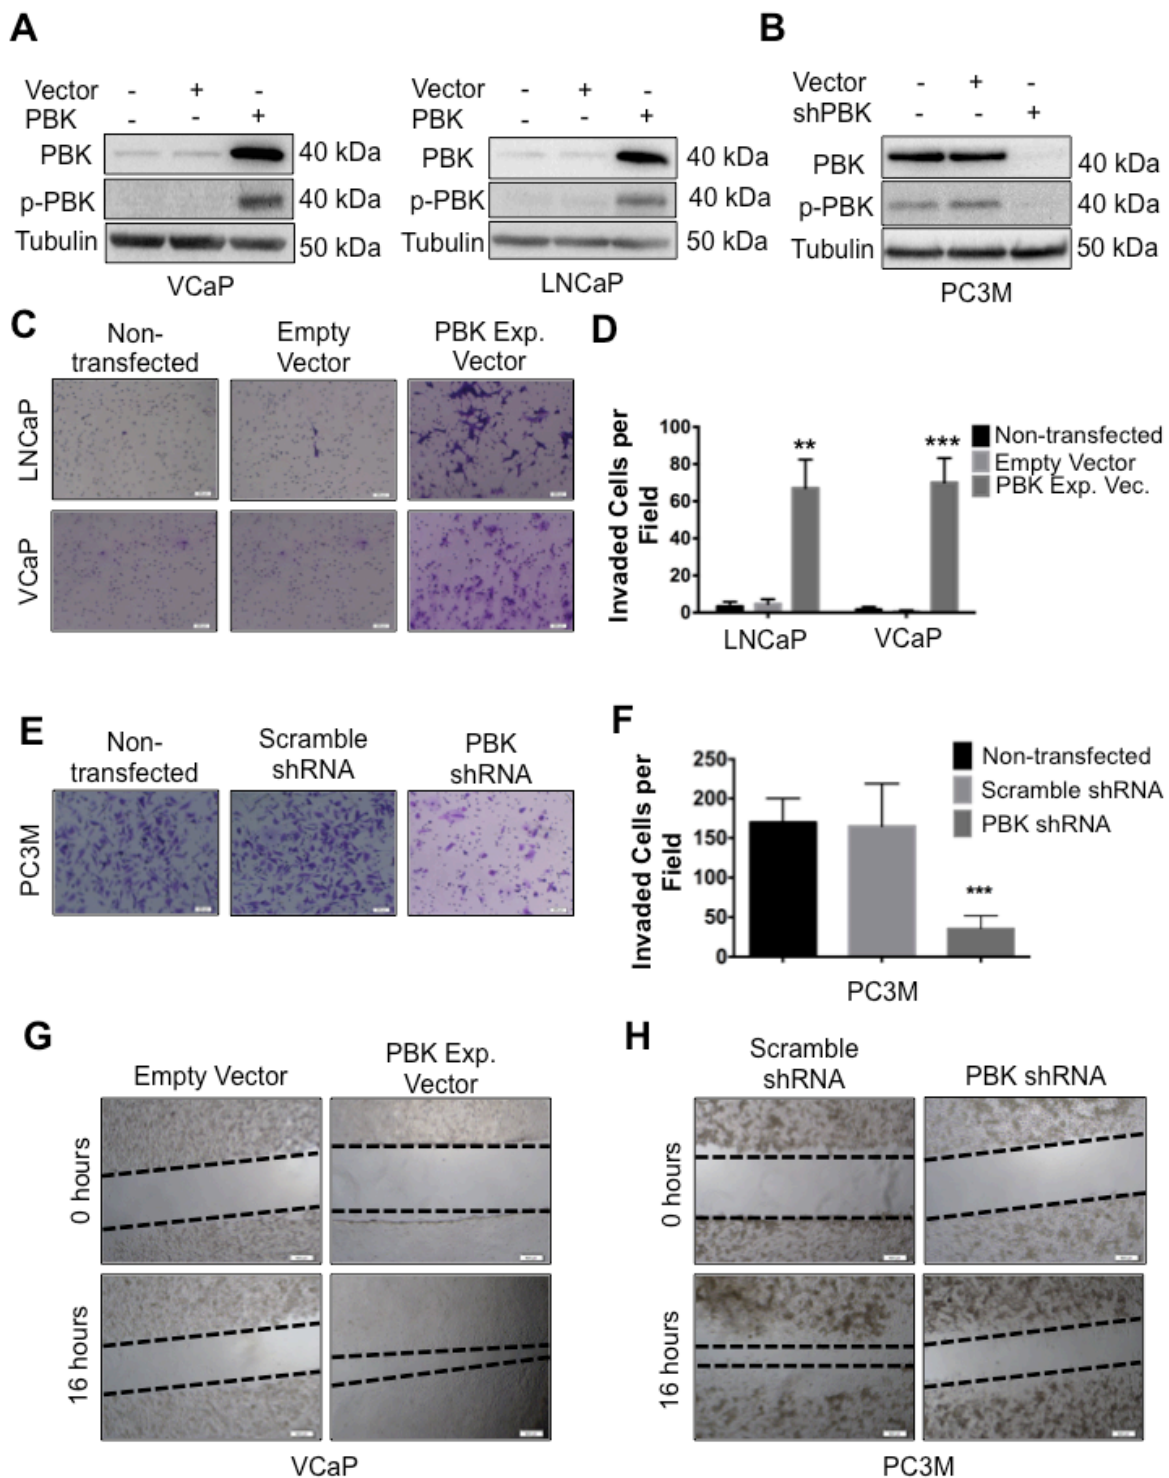 A
Vector - + -
PBK - - +
PBK 40 kDa
p-PBK 40 kDa
Tubulin 50 kDa
VCaP
Vector - + -
PBK - - +
PBK 40 kDa
p-PBK 40 kDa
Tubulin 50 kDa
LNCaP
B
Vector - + -
shPBK - - +
PBK 40 kDa
p-PBK 40 kDa
Tubulin 50 kDa
PC3M
C
Non-
transfected
Empty
Vector
PBK Exp.
Vector
LNCaP
VCaP
D
Invaded Cells per
Field
100
80
60
40
20
0
** ***
LNCaP VCaP
Non-transfected
Empty Vector
PBK Exp. Vec.
E
Non-
transfected
Scramble
shRNA
PBK
shRNA
PC3M
F
Invaded Cells per
Field
250
200
150
100
50
0
***
PC3M
Non-transfected
Scramble shRNA
PBK shRNA
G
Empty Vector
PBK Exp.
Vector
0 hours
16 hours
VCaP
H
Scramble
shRNA
PBK shRNA
0 hours
16 hours
PC3M